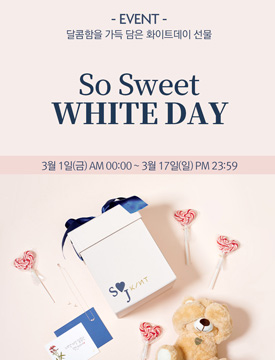 - EVENT -
달콤함을 가득 담은 화이트데이 선물
So Sweet
WHITE DAY
3월 1일(금) AM 00:00 ~ 3월 17일(일) PM 23:59
S♥J